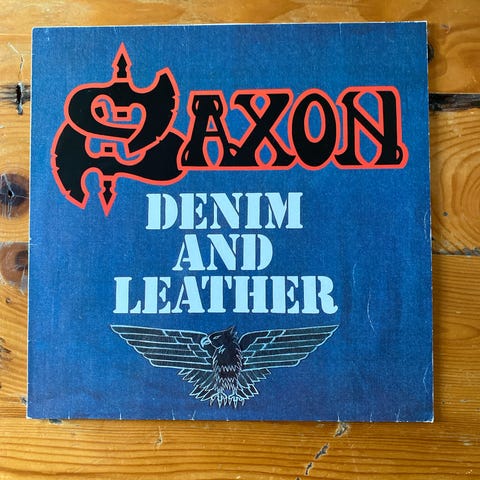 SAXON
DENIM
AND
LEATHER